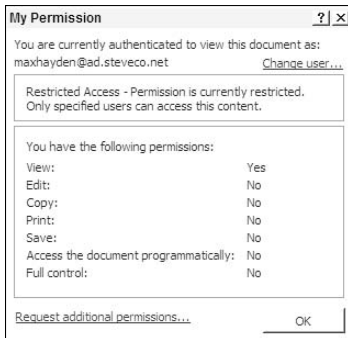 My Permission
? ×
You are currently authenticated to view this document as:
maxhayden@ad.steveco.net Change user...
Restricted Access - Permission is currently restricted.
Only specified users can access this content.
You have the following permissions:
View: Yes
Edit: No
Copy: No
Print: No
Save: No
Access the document programmatically: No
Full control: No
Request additional permissions... OK